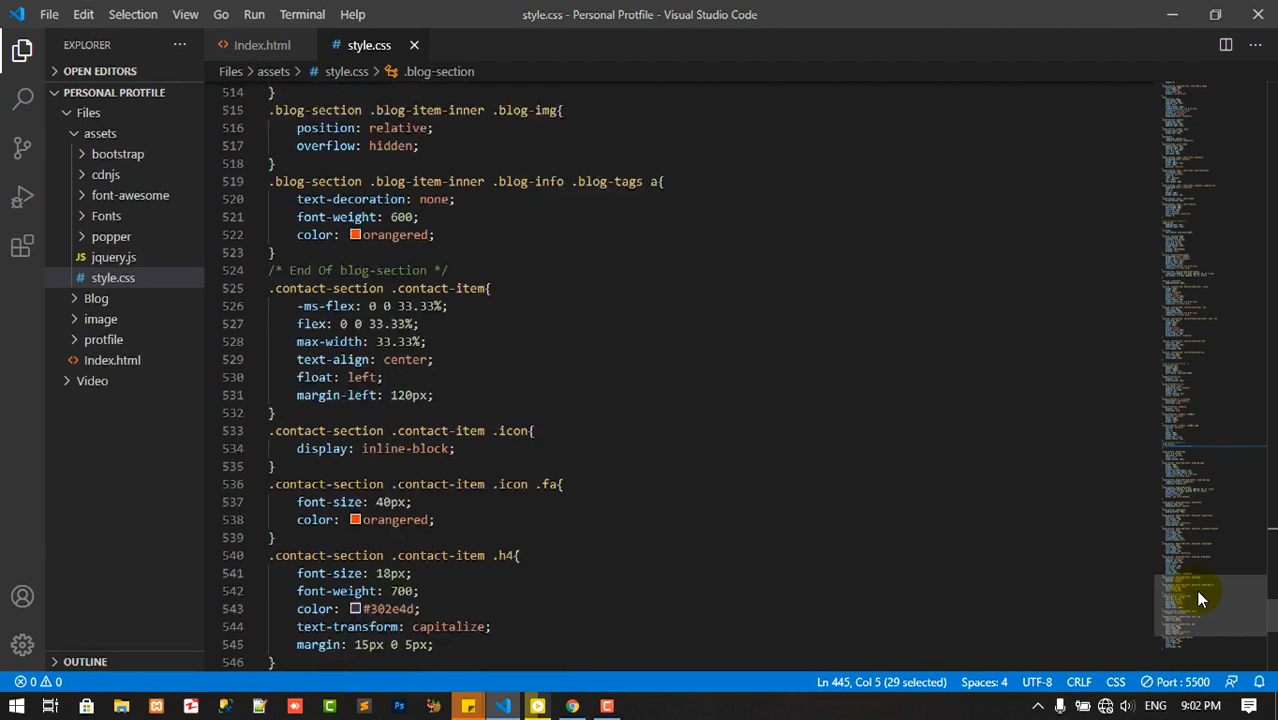 File Edit Selection View Go Run Terminal Help
style.css - Personal Protfile - Visual Studio Code
EXPLORER
Index.html
style.css
OPEN EDITORS
Files
assets
style.css
.blog-section
PERSONAL PROTFILE
Files
assets
bootstrap
cdnjs
font-awesome
Fonts
popper
JS jquery.js
# style.css
Blog
image
profile
<> Index.html
Video
OUTLINE
514 }
515 .blog-section .blog-item-inner .blog-img{
516 position: relative;
517 overflow: hidden;
518 }
519 .blog-section .blog-item-inner .blog-info .blog-tags a{
520 text-decoration: none;
521 font-weight: 600;
522 color: orangered;
523 }
524 /* End Of blog-section */
525 .contact-section .contact-item{
526 -ms-flex: 0 0 33.33%;
527 flex: 0 0 33.33%;
528 max-width: 33.33%;
529 text-align: center;
530 float: left;
531 margin-left: 120px;
532 }
533 .contact-section .contact-item .icon{
534 display: inline-block;
535 }
536 .contact-section .contact-item .icon .fa{
537 font-size: 40px;
538 color: orangered;
539 }
540 .contact-section .contact-item .h4{
541 font-size: 18px;
542 font-weight: 700;
543 color: #302e4d;
544 text-transform: capitalize;
545 margin: 15px 0 5px;
546 }
0 0
Ln 445, Col 5 (29 selected) Spaces: 4 UTF-8 CRLF CSS Port : 5500
ENG 9:02 PM